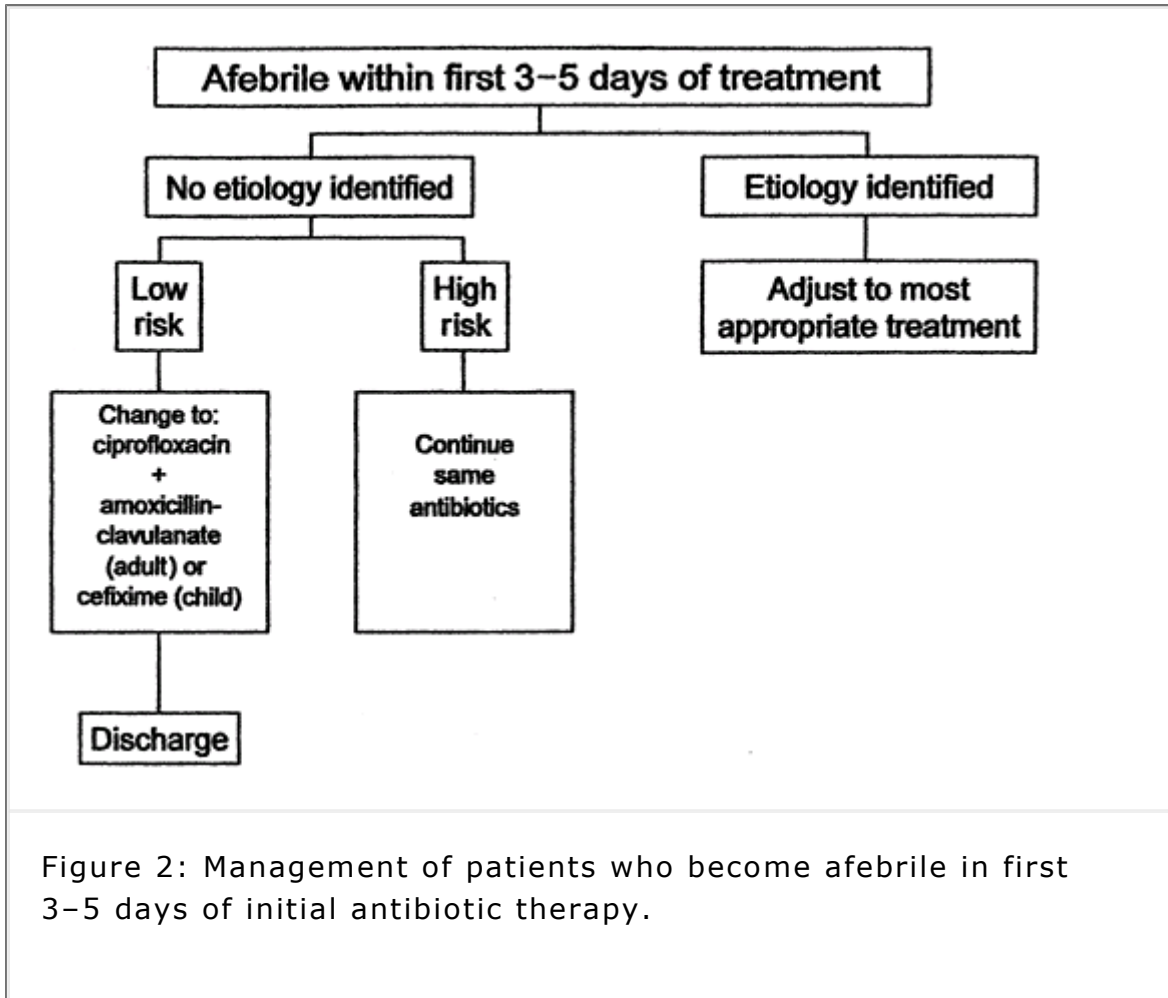 Afebrile within first 3–5 days of treatment
No etiology identified
Etiology identified
Low
risk
High
risk
Adjust to most
appropriate treatment
Change to:
ciprofloxacin
+
amoxicillin-
clavulanate
(adult) or
cefixime (child)
Continue
same
antibiotics
Discharge
Figure 2: Management of patients who become afebrile in first
3–5 days of initial antibiotic therapy.